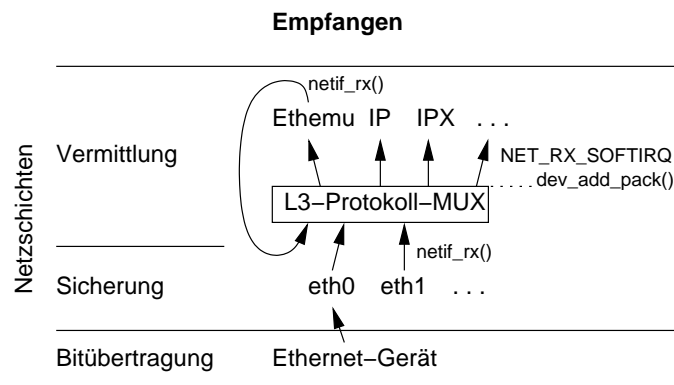 Empfangen
netif_rx()
Ethemu IP IPX . . .
Netzschichten
Vermittlung
NET_RX_SOFTIRQ
dev_add_pack()
L3−Protokoll−MUX
netif_rx()
Sicherung
eth0 eth1 . . .
Bitübertragung
Ethernet−Gerät